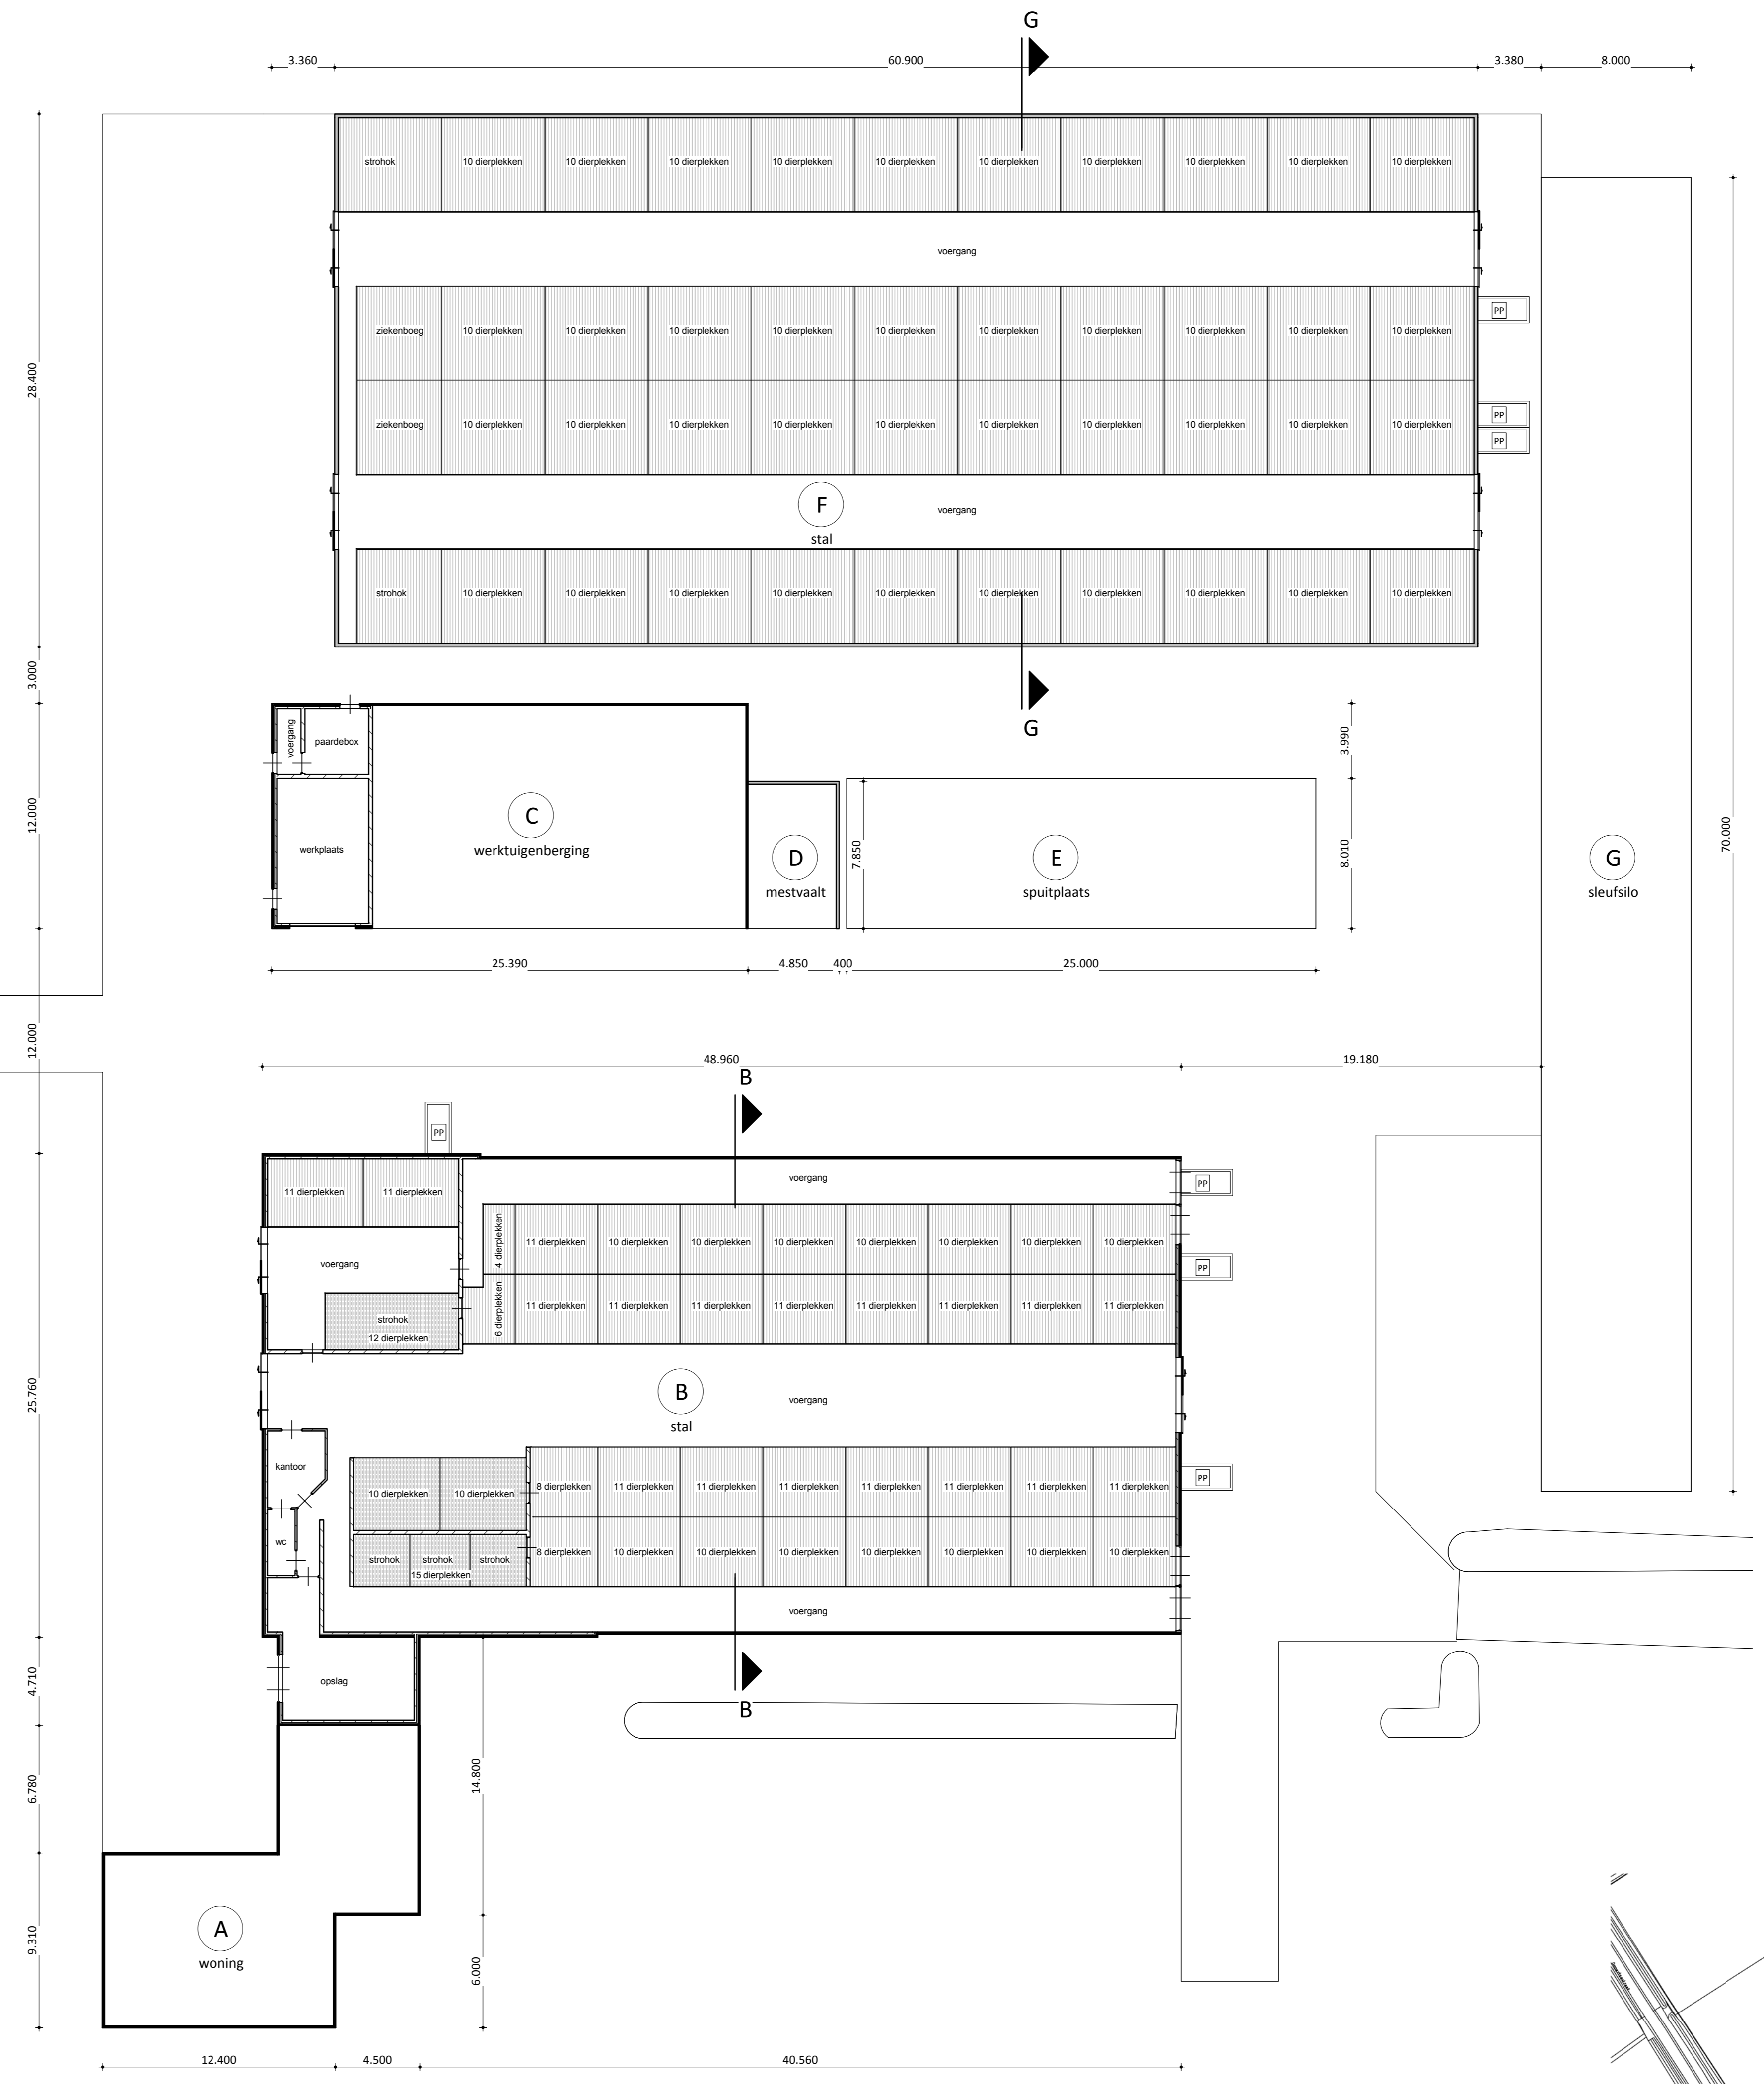 G
3.360 60.900 3.380 8.000
strohok 10 dierplekken 10 dierplekken 10 dierplekken 10 dierplekken 10 dierplekken 10 dierplekken 10 dierplekken 10 dierplekken 10 dierplekken 10 dierplekken
voergang
PP
ziekenboeg 10 dierplekken 10 dierplekken 10 dierplekken 10 dierplekken 10 dierplekken 10 dierplekken 10 dierplekken 10 dierplekken 10 dierplekken 10 dierplekken
28.400
PP
ziekenboeg 10 dierplekken 10 dierplekken 10 dierplekken 10 dierplekken 10 dierplekken 10 dierplekken 10 dierplekken 10 dierplekken 10 dierplekken 10 dierplekken
PP
F
voergang
stal
strohok 10 dierplekken 10 dierplekken 10 dierplekken 10 dierplekken 10 dierplekken 10 dierplekken 10 dierplekken 10 dierplekken 10 dierplekken 10 dierplekken
3.000
G
voergang
paardebox
3.990
12.000
C
werktuigenberging
werkplaats
D
mestvaalt
7.850
E
spuitplaats
8.010
G
sleufsilo
70.000
25.390 4.850 400 25.000
12.000
48.960 19.180
B
PP
voergang
PP
11 dierplekken 11 dierplekken
4 dierplekken
11 dierplekken 10 dierplekken 10 dierplekken 10 dierplekken 10 dierplekken 10 dierplekken 10 dierplekken 10 dierplekken
voergang
PP
6 dierplekken
11 dierplekken 11 dierplekken 11 dierplekken 11 dierplekken 11 dierplekken 11 dierplekken 11 dierplekken 11 dierplekken
strohok
12 dierplekken
25.760
B
stal
voergang
kantoor
PP
8 dierplekken 11 dierplekken 11 dierplekken 11 dierplekken 11 dierplekken 11 dierplekken 11 dierplekken 11 dierplekken
10 dierplekken 10 dierplekken
wc
8 dierplekken 10 dierplekken 10 dierplekken 10 dierplekken 10 dierplekken 10 dierplekken 10 dierplekken 10 dierplekken
strohok strohok strohok
15 dierplekken
voergang
4.710
opslag
B
6.780
14.800
9.310
A
woning
6.000
12.400 4.500 40.560